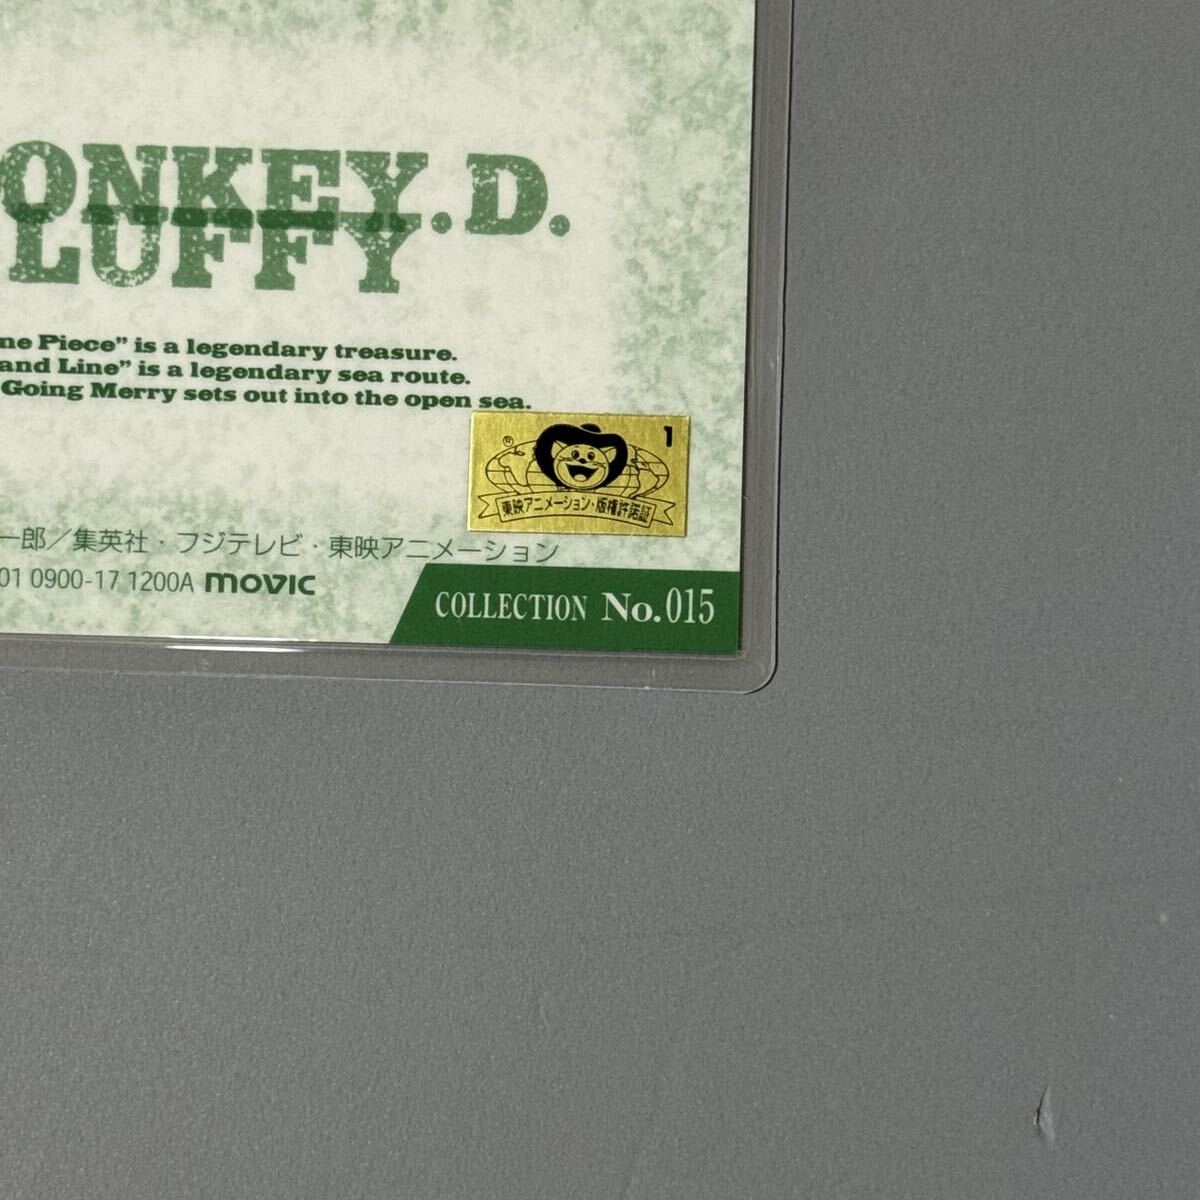 ONKEY.D.
LUFFY
ne Piece” is a legendary treasure.
and Line” is a legendary sea route.
Going Merry sets out into the open sea.
® 1
東映アニメーション・版権許諾証
一郎／集英社・フジテレビ・東映アニメーション
01 0900-17 1200A movic
COLLECTION No.015